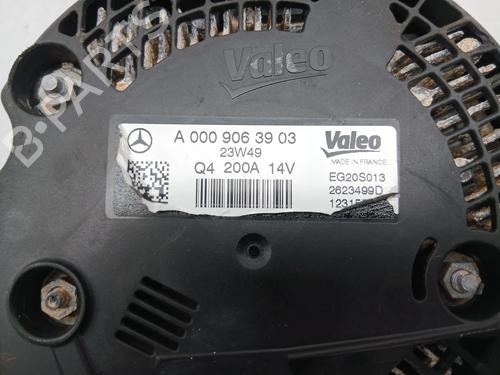 Valeo
A 000 906 39 03
23W49
Q4 200A 14V
Valeo
MADE IN FRANCE
EG20S013
2623499D
B-PARTS